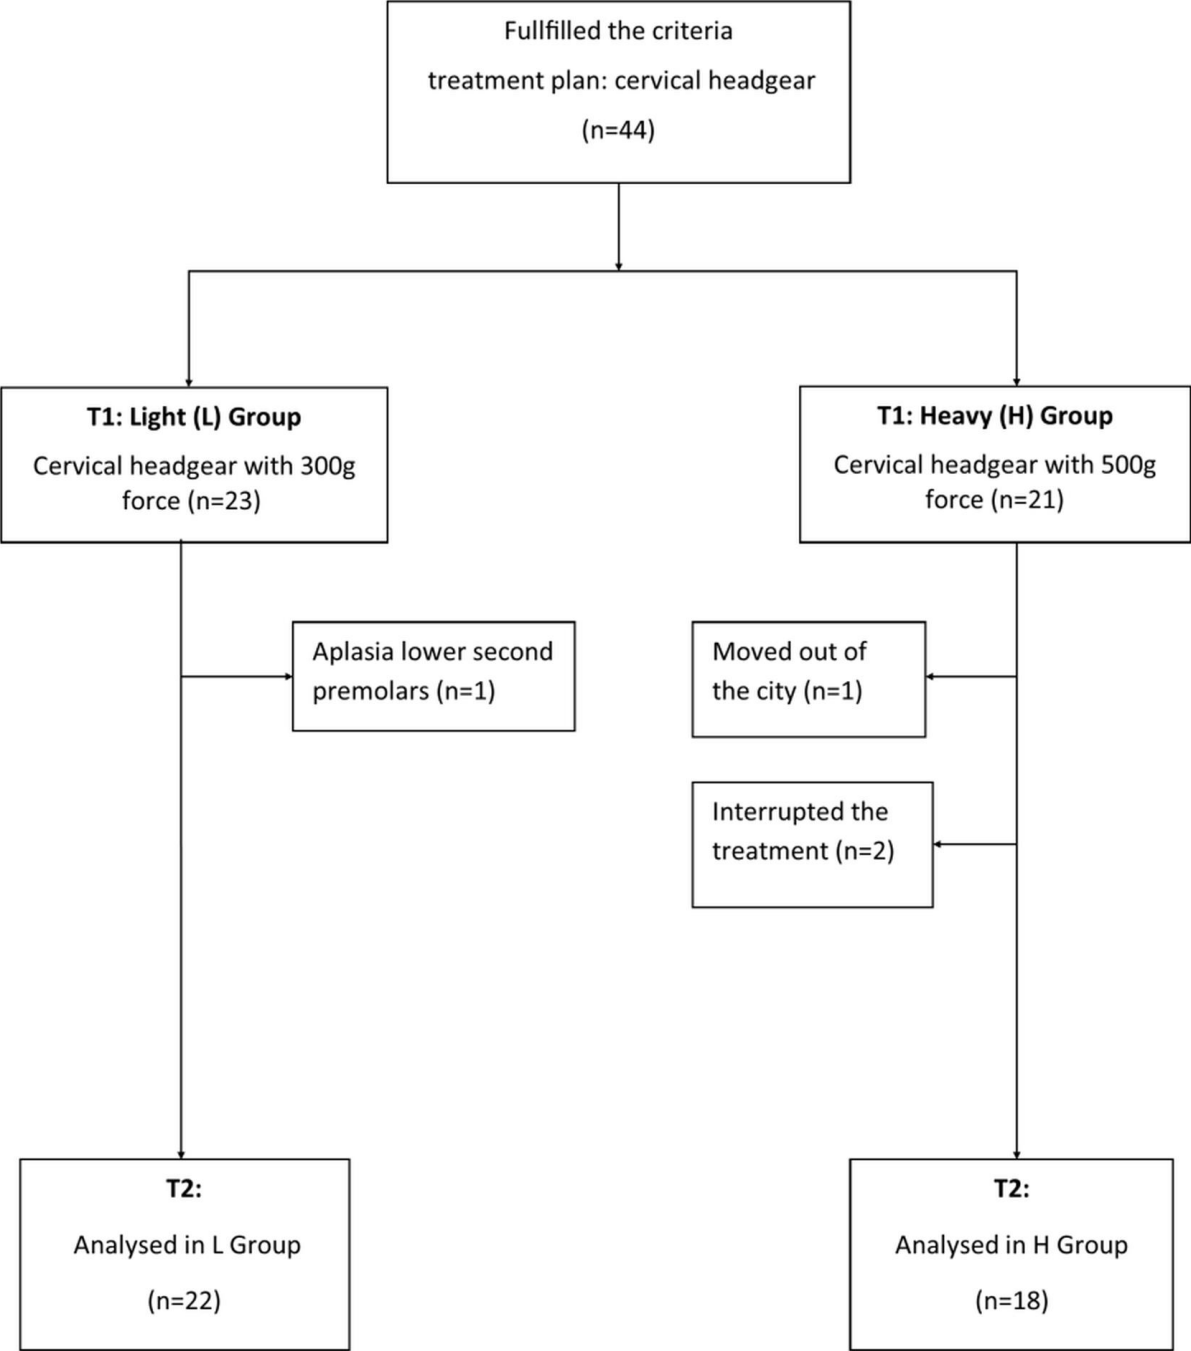 Fullfilled the criteria
treatment plan: cervical headgear
(n=44)
T1: Light (L) Group
Cervical headgear with 300g
force (n=23)
T1: Heavy (H) Group
Cervical headgear with 500g
force (n=21)
Aplasia lower second
premolars (n=1)
Moved out of
the city (n=1)
Interrupted the
treatment (n=2)
T2:
Analysed in L Group
(n=22)
T2:
Analysed in H Group
(n=18)